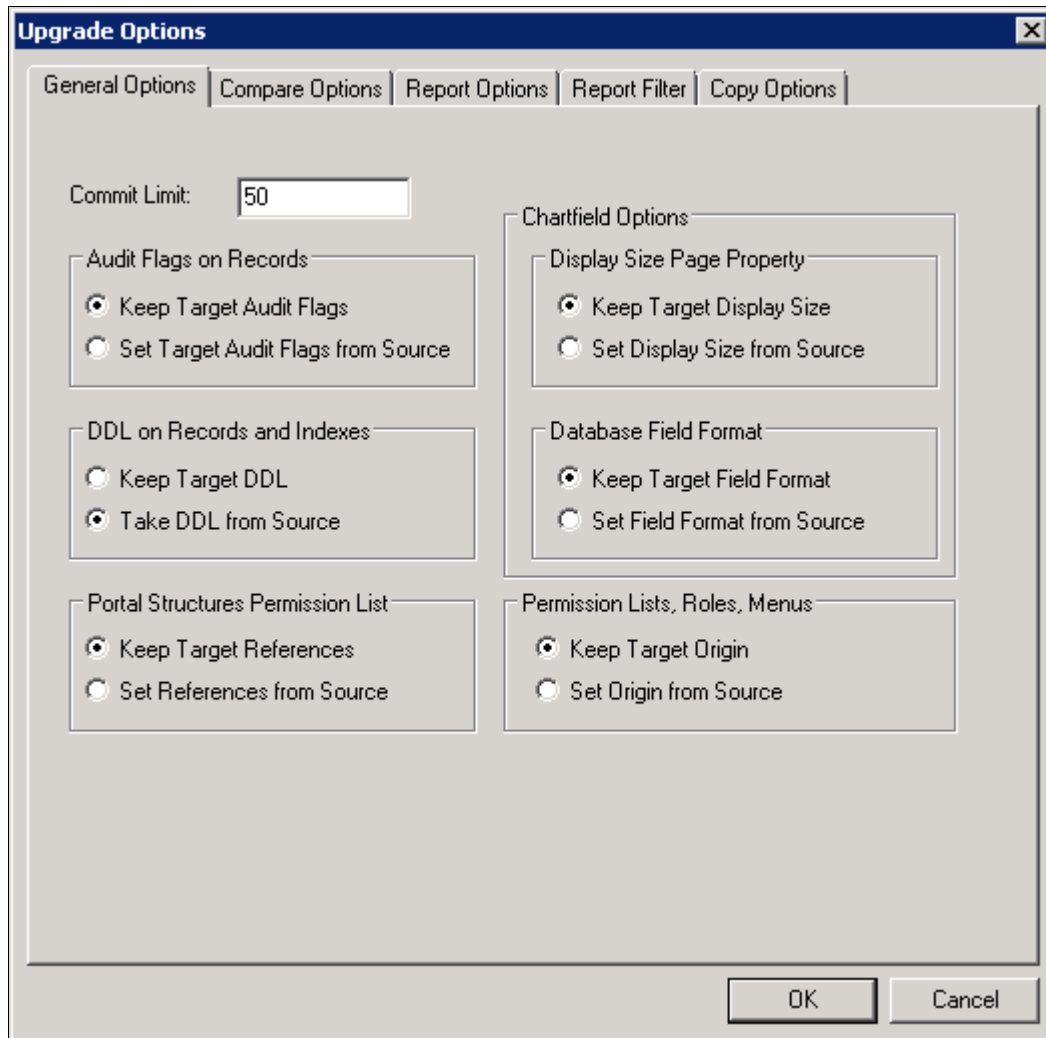 Upgrade Options
General Options
Compare Options
Report Options
Report Filter
Copy Options
Commit Limit:
50
Audit Flags on Records
Keep Target Audit Flags
Set Target Audit Flags from Source
DDL on Records and Indexes
Keep Target DDL
Take DDL from Source
Portal Structures Permission List
Keep Target References
Set References from Source
Chartfield Options
Display Size Page Property
Keep Target Display Size
Set Display Size from Source
Database Field Format
Keep Target Field Format
Set Field Format from Source
Permission Lists, Roles, Menus
Keep Target Origin
Set Origin from Source
OK
Cancel